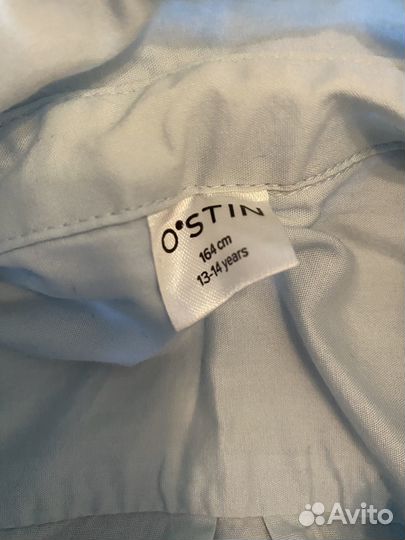 O'STIN
164 cm
13-14 years
Avito